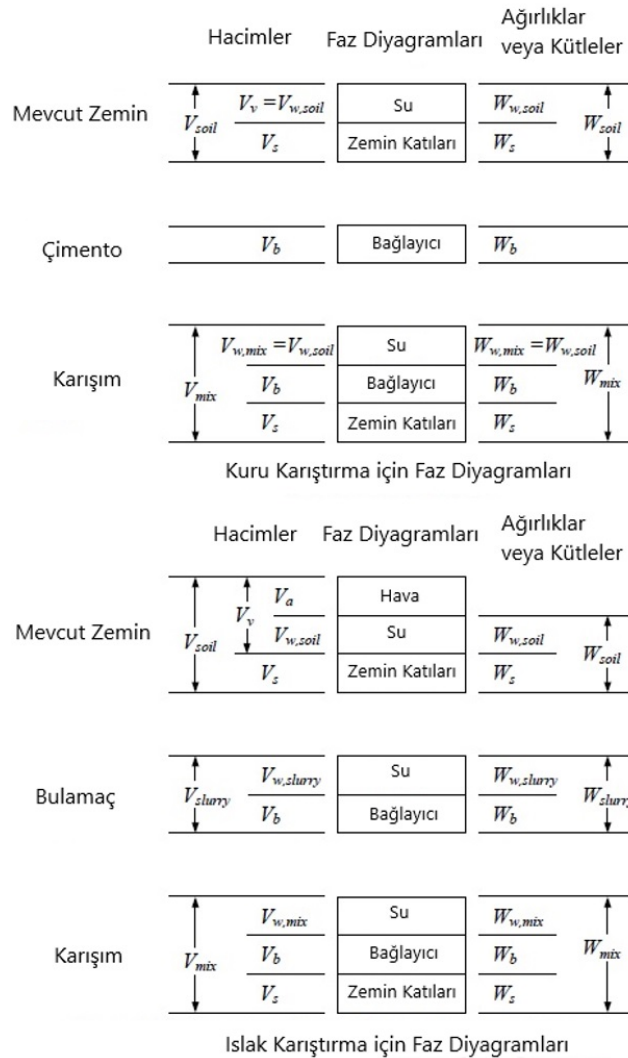 Hacimler Faz Diyagramları Ağırlıklar
veya Kütleler
Mevcut Zemin V_soil V_v = V_w,soil Su W_w,soil W_soil
V_s Zemin Katıları W_s
Çimento V_b Bağlayıcı W_b
Karışım V_mix V_w,mix = V_w,soil Su W_w,mix = W_w,soil W_mix
V_b Bağlayıcı W_b
V_s Zemin Katıları W_s
Kuru Karıştırma için Faz Diyagramları
Hacimler Faz Diyagramları Ağırlıklar
veya Kütleler
Mevcut Zemin V_soil V_v V_a Hava
V_w,soil Su W_w,soil W_soil
V_s Zemin Katıları W_s
Bulamaç V_slurry V_w,slurry Su W_w,slurry W_slurry
V_b Bağlayıcı W_b
Karışım V_mix V_w,mix Su W_w,mix W_mix
V_b Bağlayıcı W_b
V_s Zemin Katıları W_s
Islak Karıştırma için Faz Diyagramları